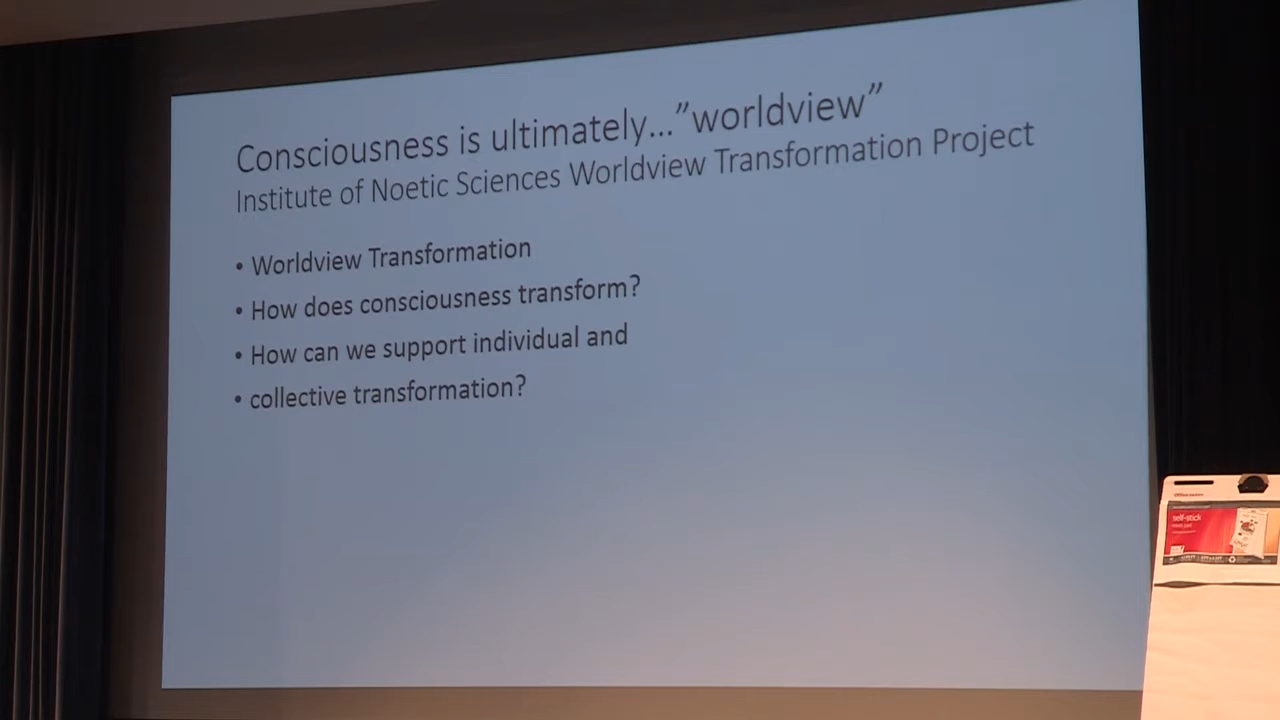 Consciousness is ultimately...”worldview”
Institute of Noetic Sciences Worldview Transformation Project
• Worldview Transformation
• How does consciousness transform?
• How can we support individual and
• collective transformation?
self-stick